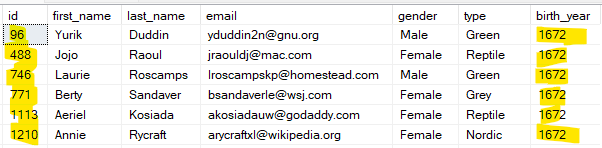 id first_name last_name email gender type birth_year
96 Yurik Duddin yduddin2n@gnu.org Male Green 1672
488 Jojo Raoul jraouldj@mac.com Female Reptile 1672
746 Laurie Roscamps lroscampskp@homestead.com Male Green 1672
771 Berty Sandaver bsandaverle@wsj.com Female Grey 1672
1113 Aeriel Kosiada akosiadauw@godaddy.com Female Reptile 1672
1210 Annie Rycraft arycraftxl@wikipedia.org Female Nordic 1672